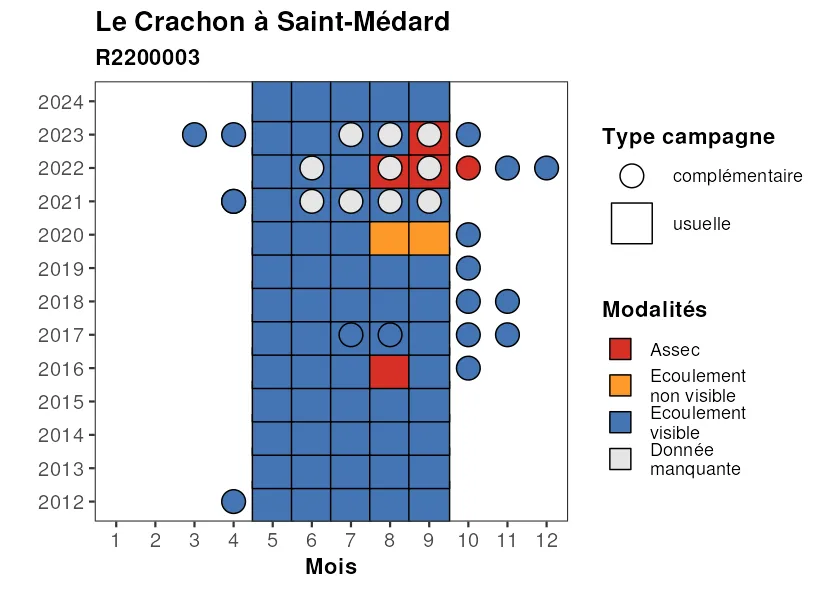 Le Crachon à Saint-Médard
R2200003
2024
2023
2022
2021
2020
2019
2018
2017
2016
2015
2014
2013
2012
1 2 3 4 5 6 7 8 9 10 11 12
Mois
Type campagne
complémentaire
usuelle
Modalités
Assec
Ecoulement
non visible
Ecoulement
visible
Donnée
manquante